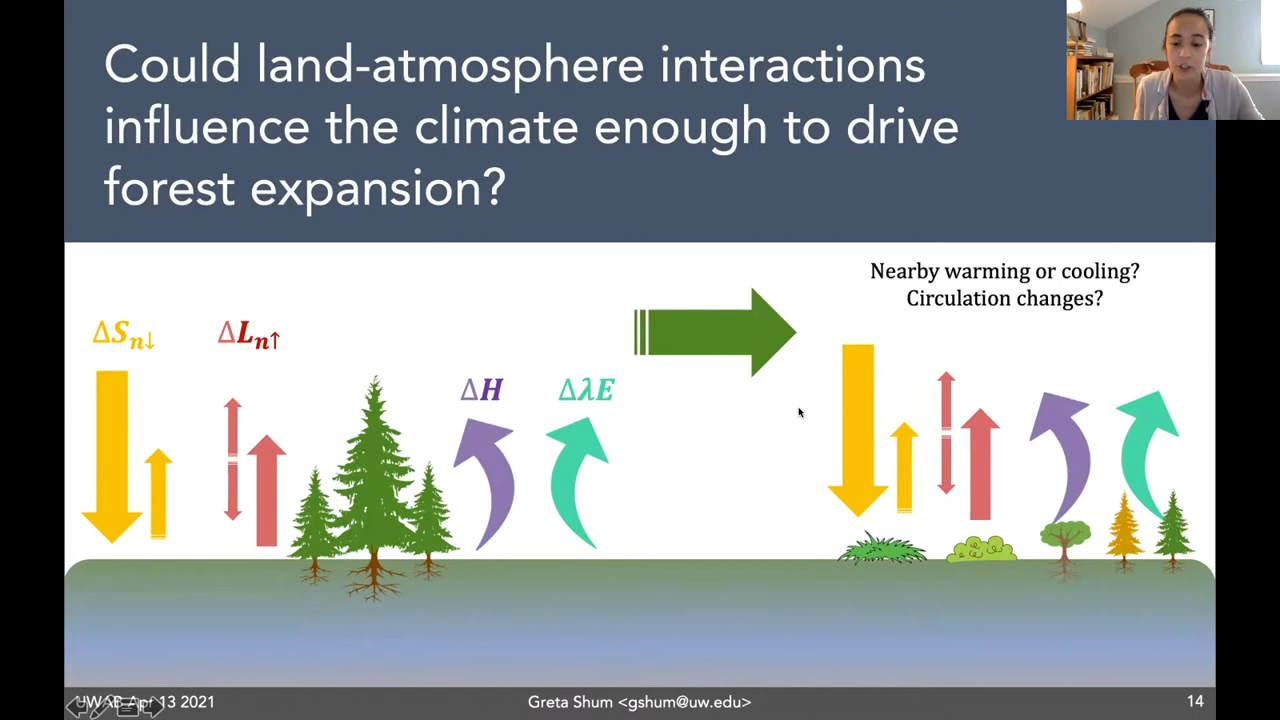 Could land-atmosphere interactions
influence the climate enough to drive
forest expansion?
Nearby warming or cooling?
Circulation changes?
ΔSn↓
ΔLn↑
ΔH
ΔλE
UWAB Apr 13 2021
Greta Shum <gshum@uw.edu>
14